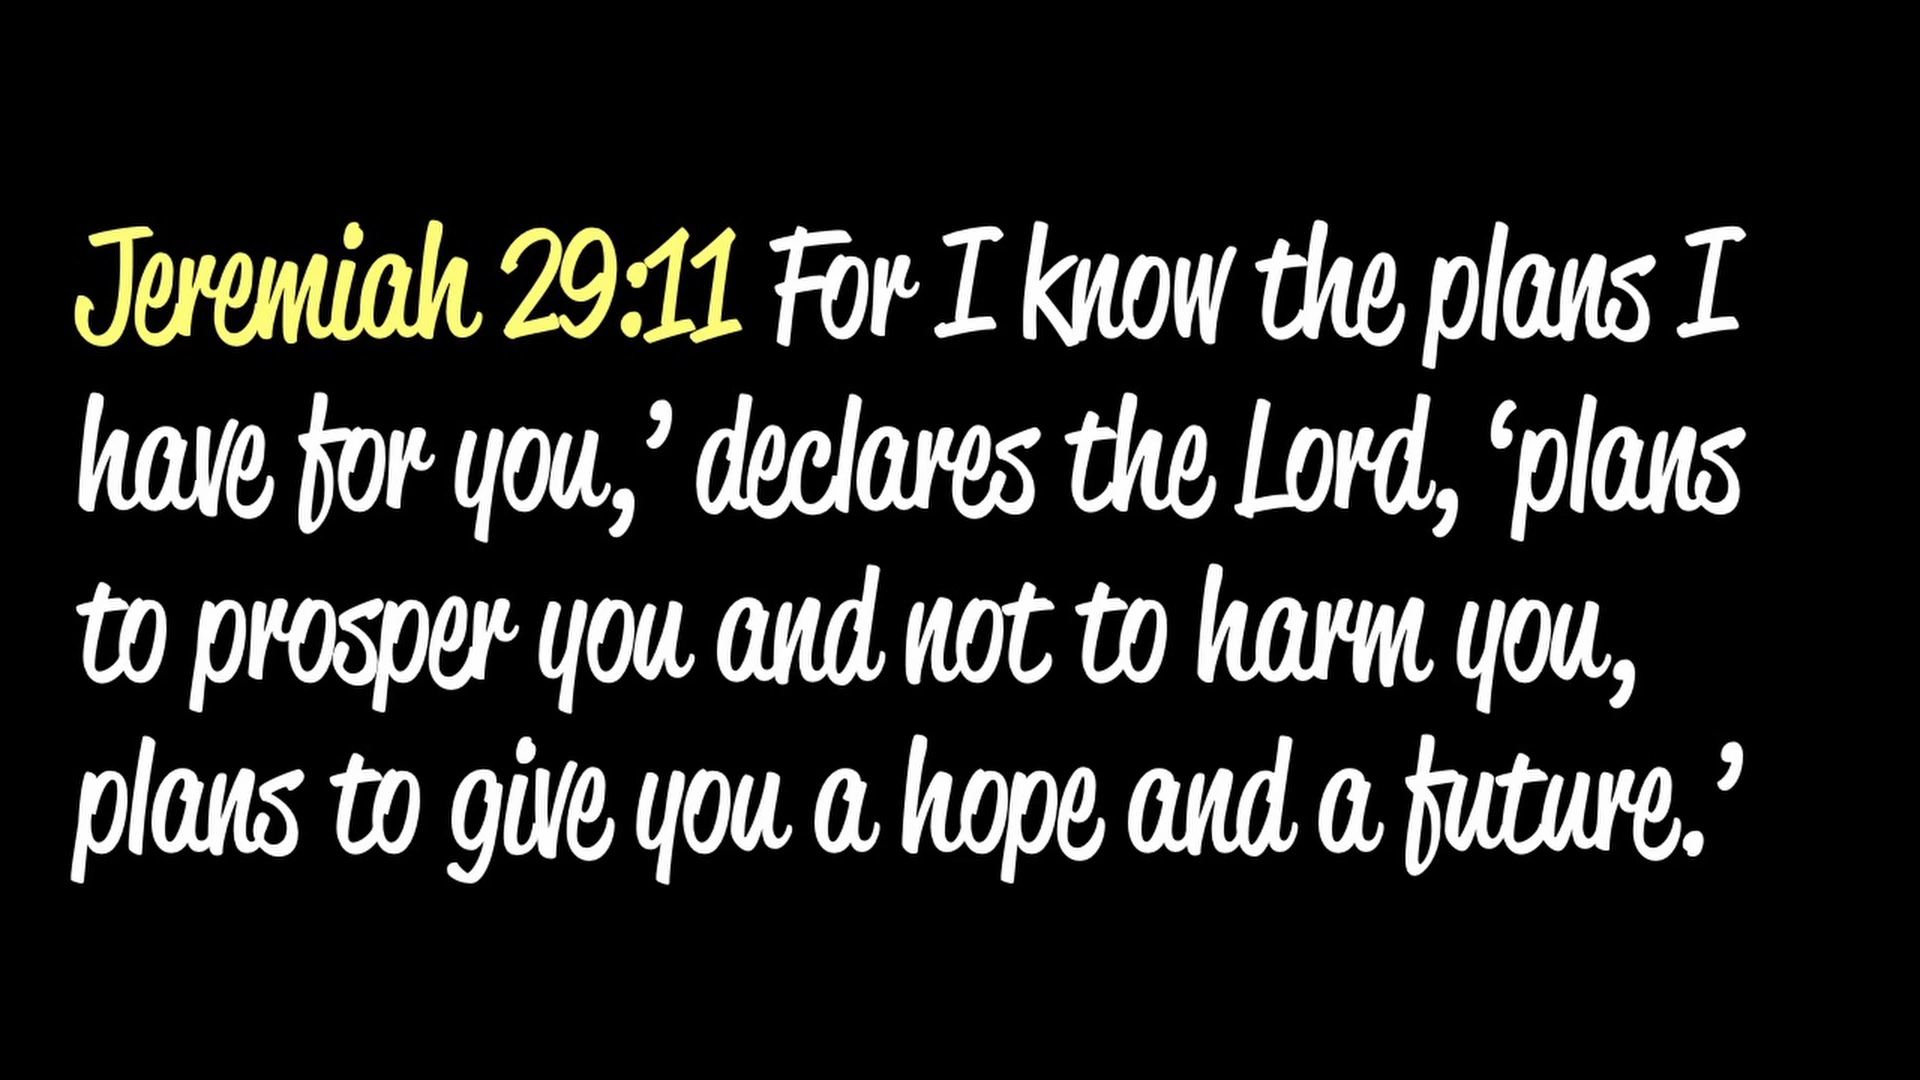 Jeremiah 29:11 For I know the plans I
have for you,’ declares the Lord, ‘plans
to prosper you and not to harm you,
plans to give you a hope and a future.’